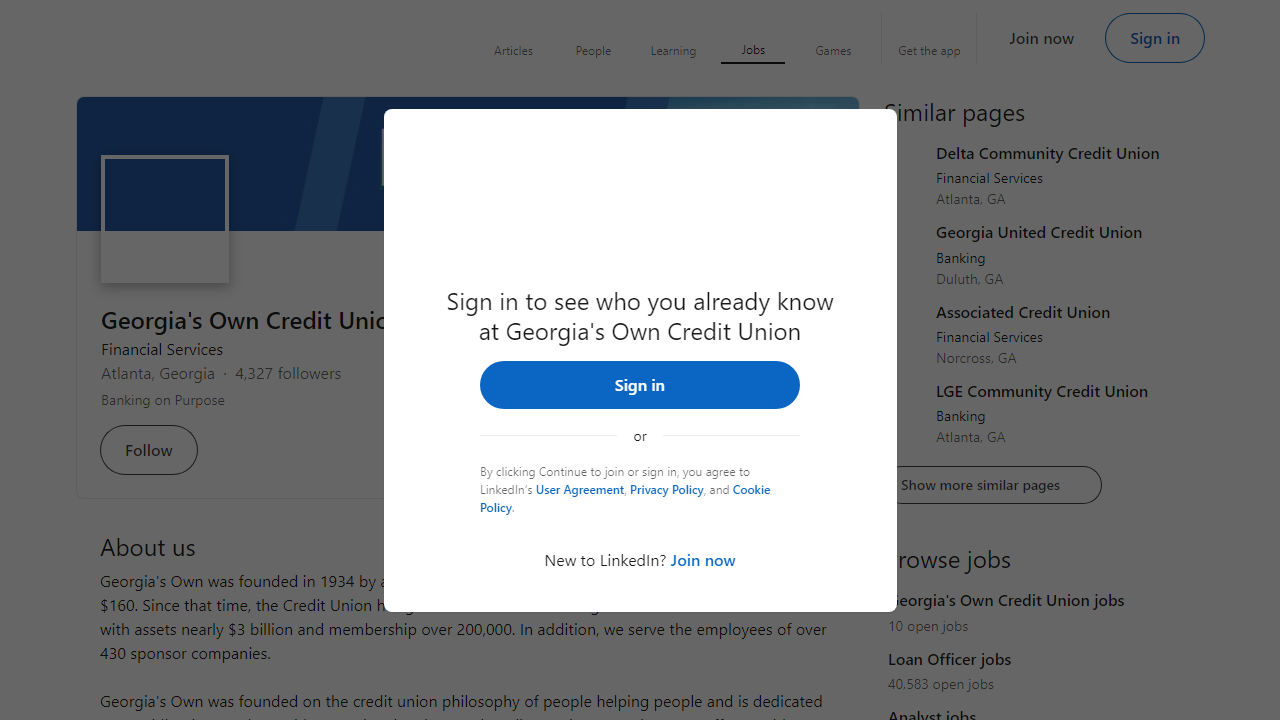 Articles
People
Learning
Jobs
Games
Get the app
Join now
Sign in
Georgia's Own Credit
Financial Services
Atlanta, Georgia · 4,327 followers
Banking on Purpose
Follow
About us
Georgia's Own was founded in 1934 by
$160. Since that time, the Credit Union
with assets nearly $3 billion and membership over 200,000. In addition, we serve the employees of over
430 sponsor companies.
Georgia's Own was founded on the credit union philosophy of people helping people and is dedicated
Sign in to see who you already know
at Georgia's Own Credit Union
Sign in
or
By clicking Continue to join or sign in, you agree to
LinkedIn's User Agreement, Privacy Policy, and Cookie
Policy.
New to LinkedIn? Join now
Similar pages
Delta Community Credit Union
Financial Services
Atlanta, GA
Georgia United Credit Union
Banking
Duluth, GA
Associated Credit Union
Financial Services
Norcross, GA
LGE Community Credit Union
Banking
Atlanta, GA
Show more similar pages
Browse jobs
Georgia's Own Credit Union jobs
10 open jobs
Loan Officer jobs
40,583 open jobs
Analyst jobs